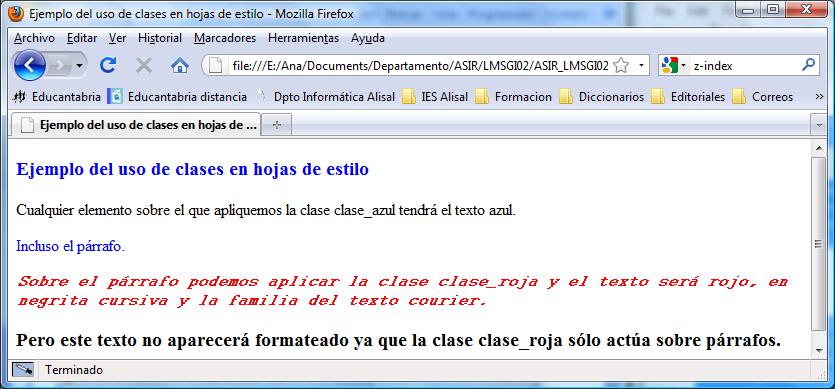 Ejemplo del uso de clases en hojas de estilo - Mozilla Firefox
Archivo Editar Ver Historial Marcadores Herramientas Ayuda
file:///E:/Ana/Documents/Departamento/ASIR/LMSGI02/ASIR_LMSGI02 z-index
Educantabria Educantabria distancia Dpto Informática Alisal IES Alisal Formacion Diccionarios Editoriales Correos »
Ejemplo del uso de clases en hojas de ...
Ejemplo del uso de clases en hojas de estilo
Cualquier elemento sobre el que apliquemos la clase clase_azul tendrá el texto azul.
Incluso el párrafo.
Sobre el párrafo podemos aplicar la clase clase_roja y el texto será rojo, en
negrita cursiva y la familia del texto courier.
Pero este texto no aparecerá formateado ya que la clase clase_roja sólo actúa sobre párrafos.
Terminado